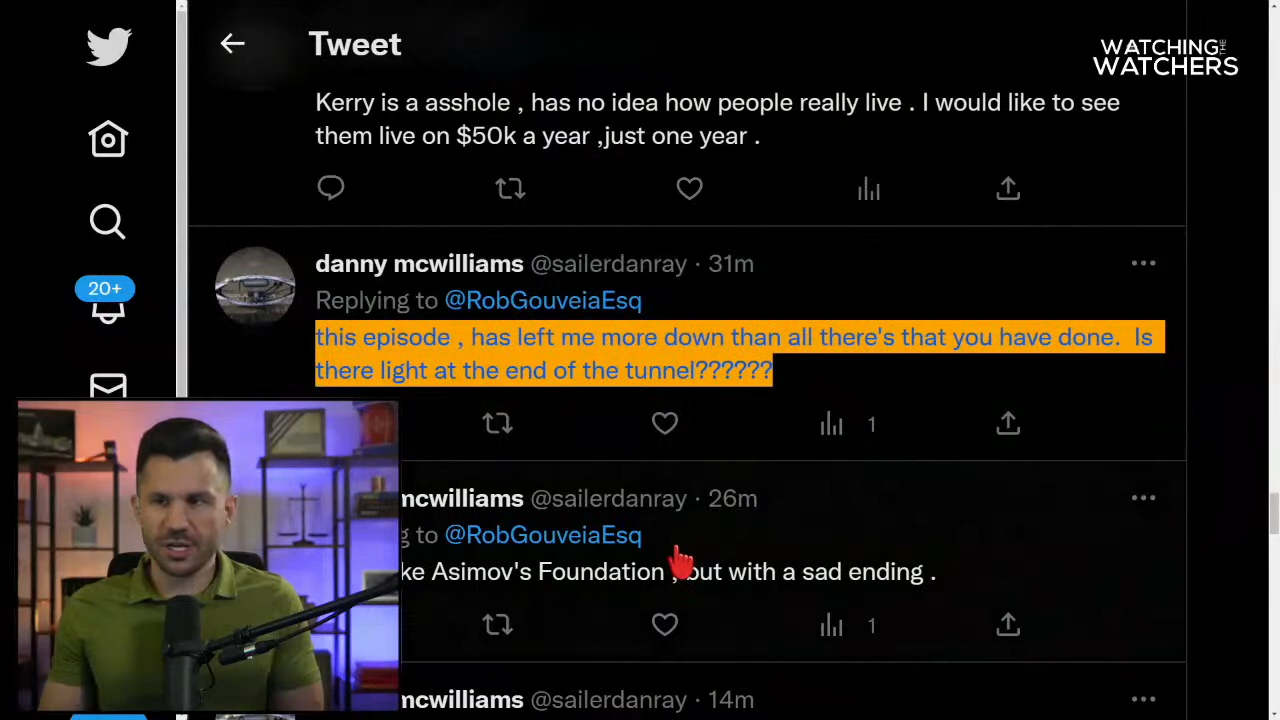 Tweet
WATCHING THE
WATCHERS
Kerry is a asshole , has no idea how people really live . I would like to see
them live on $50k a year ,just one year .
danny mcwilliams @sailerdanray · 31m
Replying to @RobGouveiaEsq
20+
this episode , has left me more down than all there's that you have done.  Is
there light at the end of the tunnel??????
1
mcwilliams @sailerdanray · 26m
g to @RobGouveiaEsq
ke Asimov's Foundation , but with a sad ending .
1
mcwilliams @sailerdanray · 14m